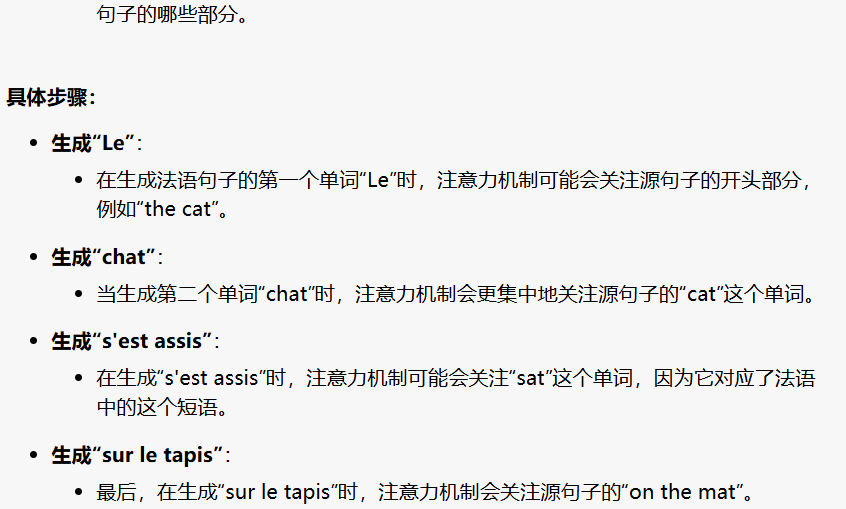 句子的哪些部分。
具体步骤：
生成“Le”：
在生成法语句子的第一个单词“Le”时，注意力机制可能会关注源句子的开头部分，
例如“the cat”。
生成“chat”：
当生成第二个单词“chat”时，注意力机制会更集中地关注源句子的“cat”这个单词。
生成“s'est assis”：
在生成“s'est assis”时，注意力机制可能会关注“sat”这个单词，因为它对应了法语
中的这个短语。
生成“sur le tapis”：
最后，在生成“sur le tapis”时，注意力机制会关注源句子的“on the mat”。